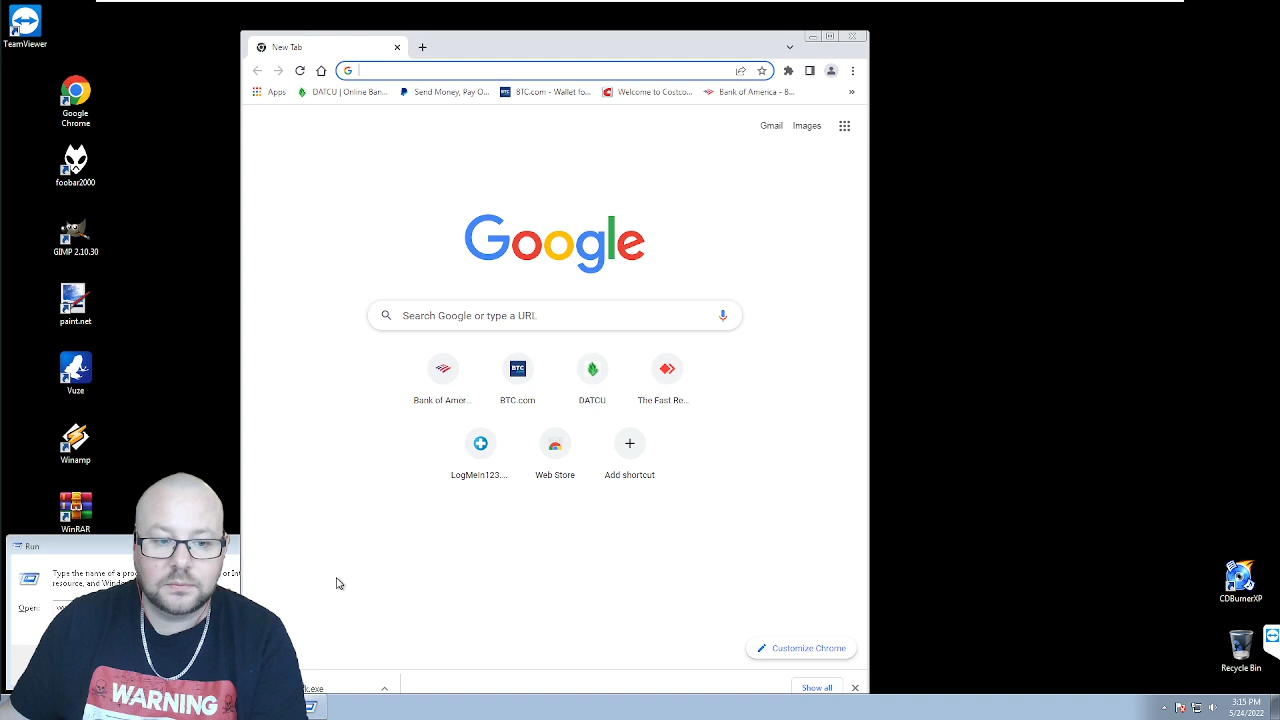 TeamViewer
Google
Chrome
foobar2000
GIMP 2.10.30
paint.net
Vuze
Winamp
WinRAR
New Tab
Apps
DATCU | Online Ban...
Send Money, Pay O...
BTC
BTC.com - Wallet fo...
Welcome to Costco...
Bank of America - B...
Gmail
Images
Google
Search Google or type a URL
BTC
Bank of Amer...
BTC.com
DATCU
The Fast Re...
LogMeIn123....
Web Store
Add shortcut
Customize Chrome
Show all
Run
Type the name of a
resource, and
Open:
WARNING
CDBurnerXP
Recycle Bin
3:15 PM
5/24/2022